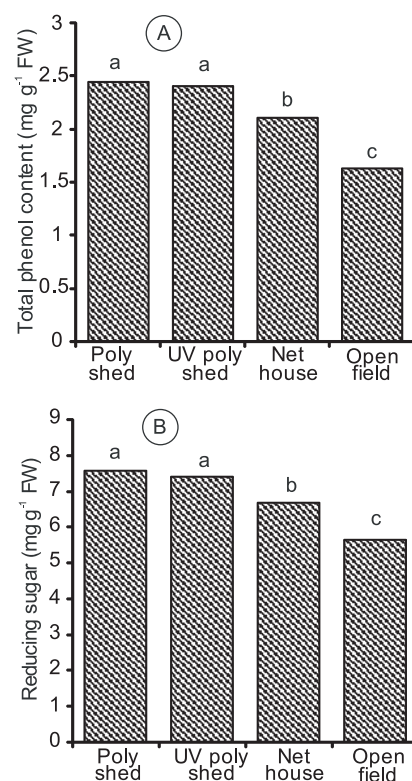 A
Total phenol content (mg g⁻¹ FW)
3
2.5
2
1.5
1
0.5
0
a
a
b
c
Poly
shed
UV poly
shed
Net
house
Open
field
B
Reducing sugar (mg g⁻¹ FW)
9
8
7
6
5
4
3
2
1
0
a
a
b
c
Poly
shed
UV poly
shed
Net
house
Open
field